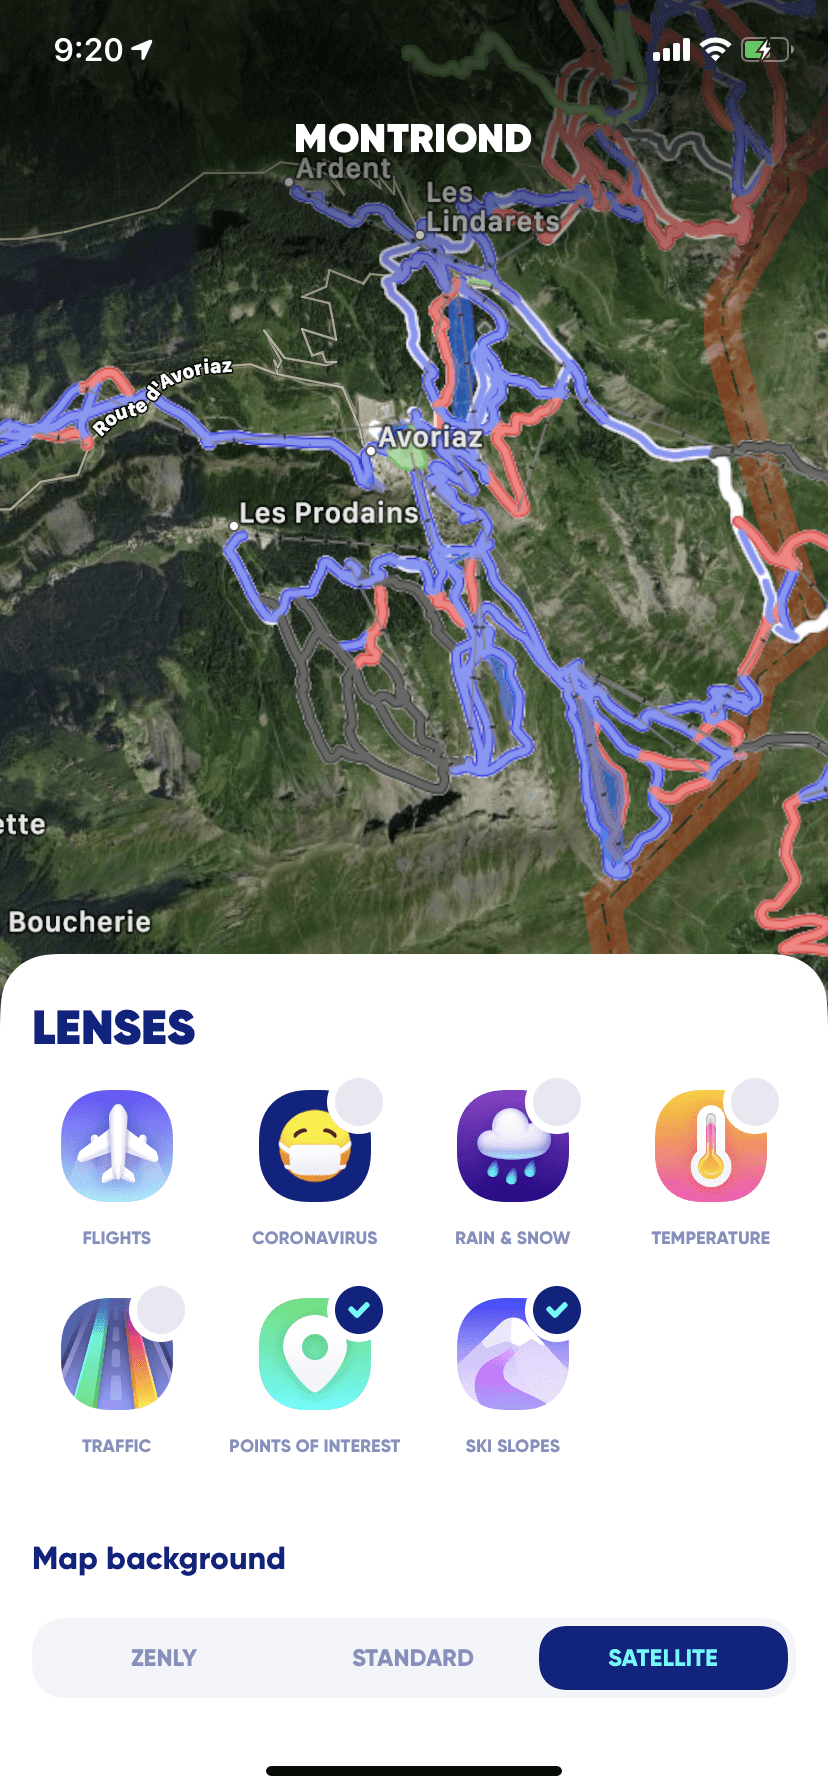 9:20
MONTRIOND
Ardent
Les
Lindarets
Route d'Avoriaz
Avoriaz
Les Prodains
ette
Boucherie
LENSES
FLIGHTS
CORONAVIRUS
RAIN & SNOW
TEMPERATURE
TRAFFIC
POINTS OF INTEREST
SKI SLOPES
Map background
ZENLY
STANDARD
SATELLITE